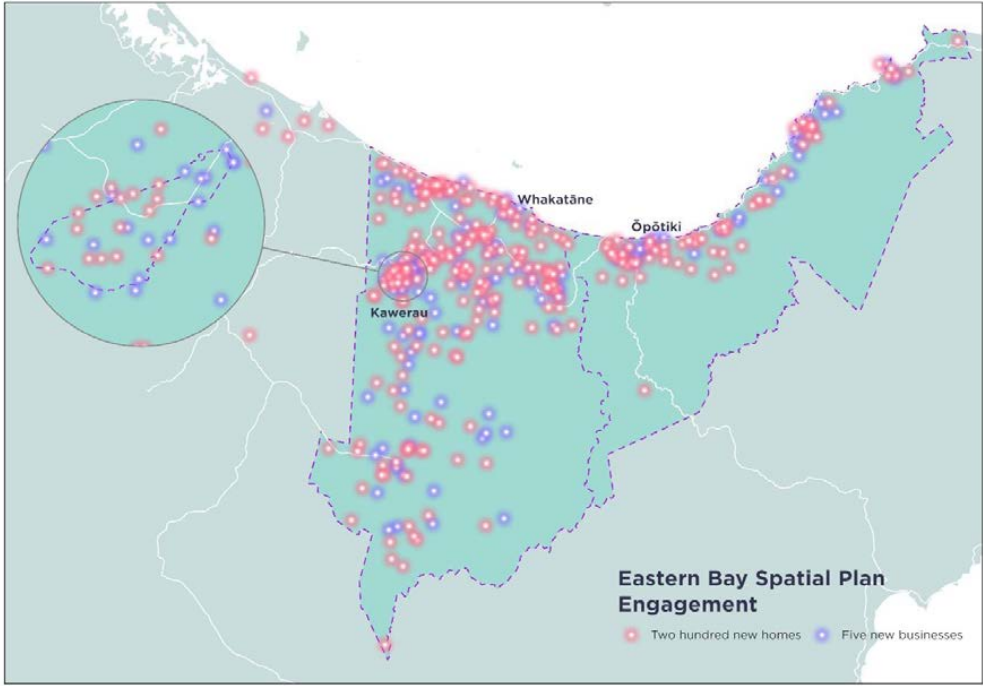 Whakatāne
Ōpōtiki
Kawerau
Eastern Bay Spatial Plan
Engagement
Two hundred new homes
Five new businesses